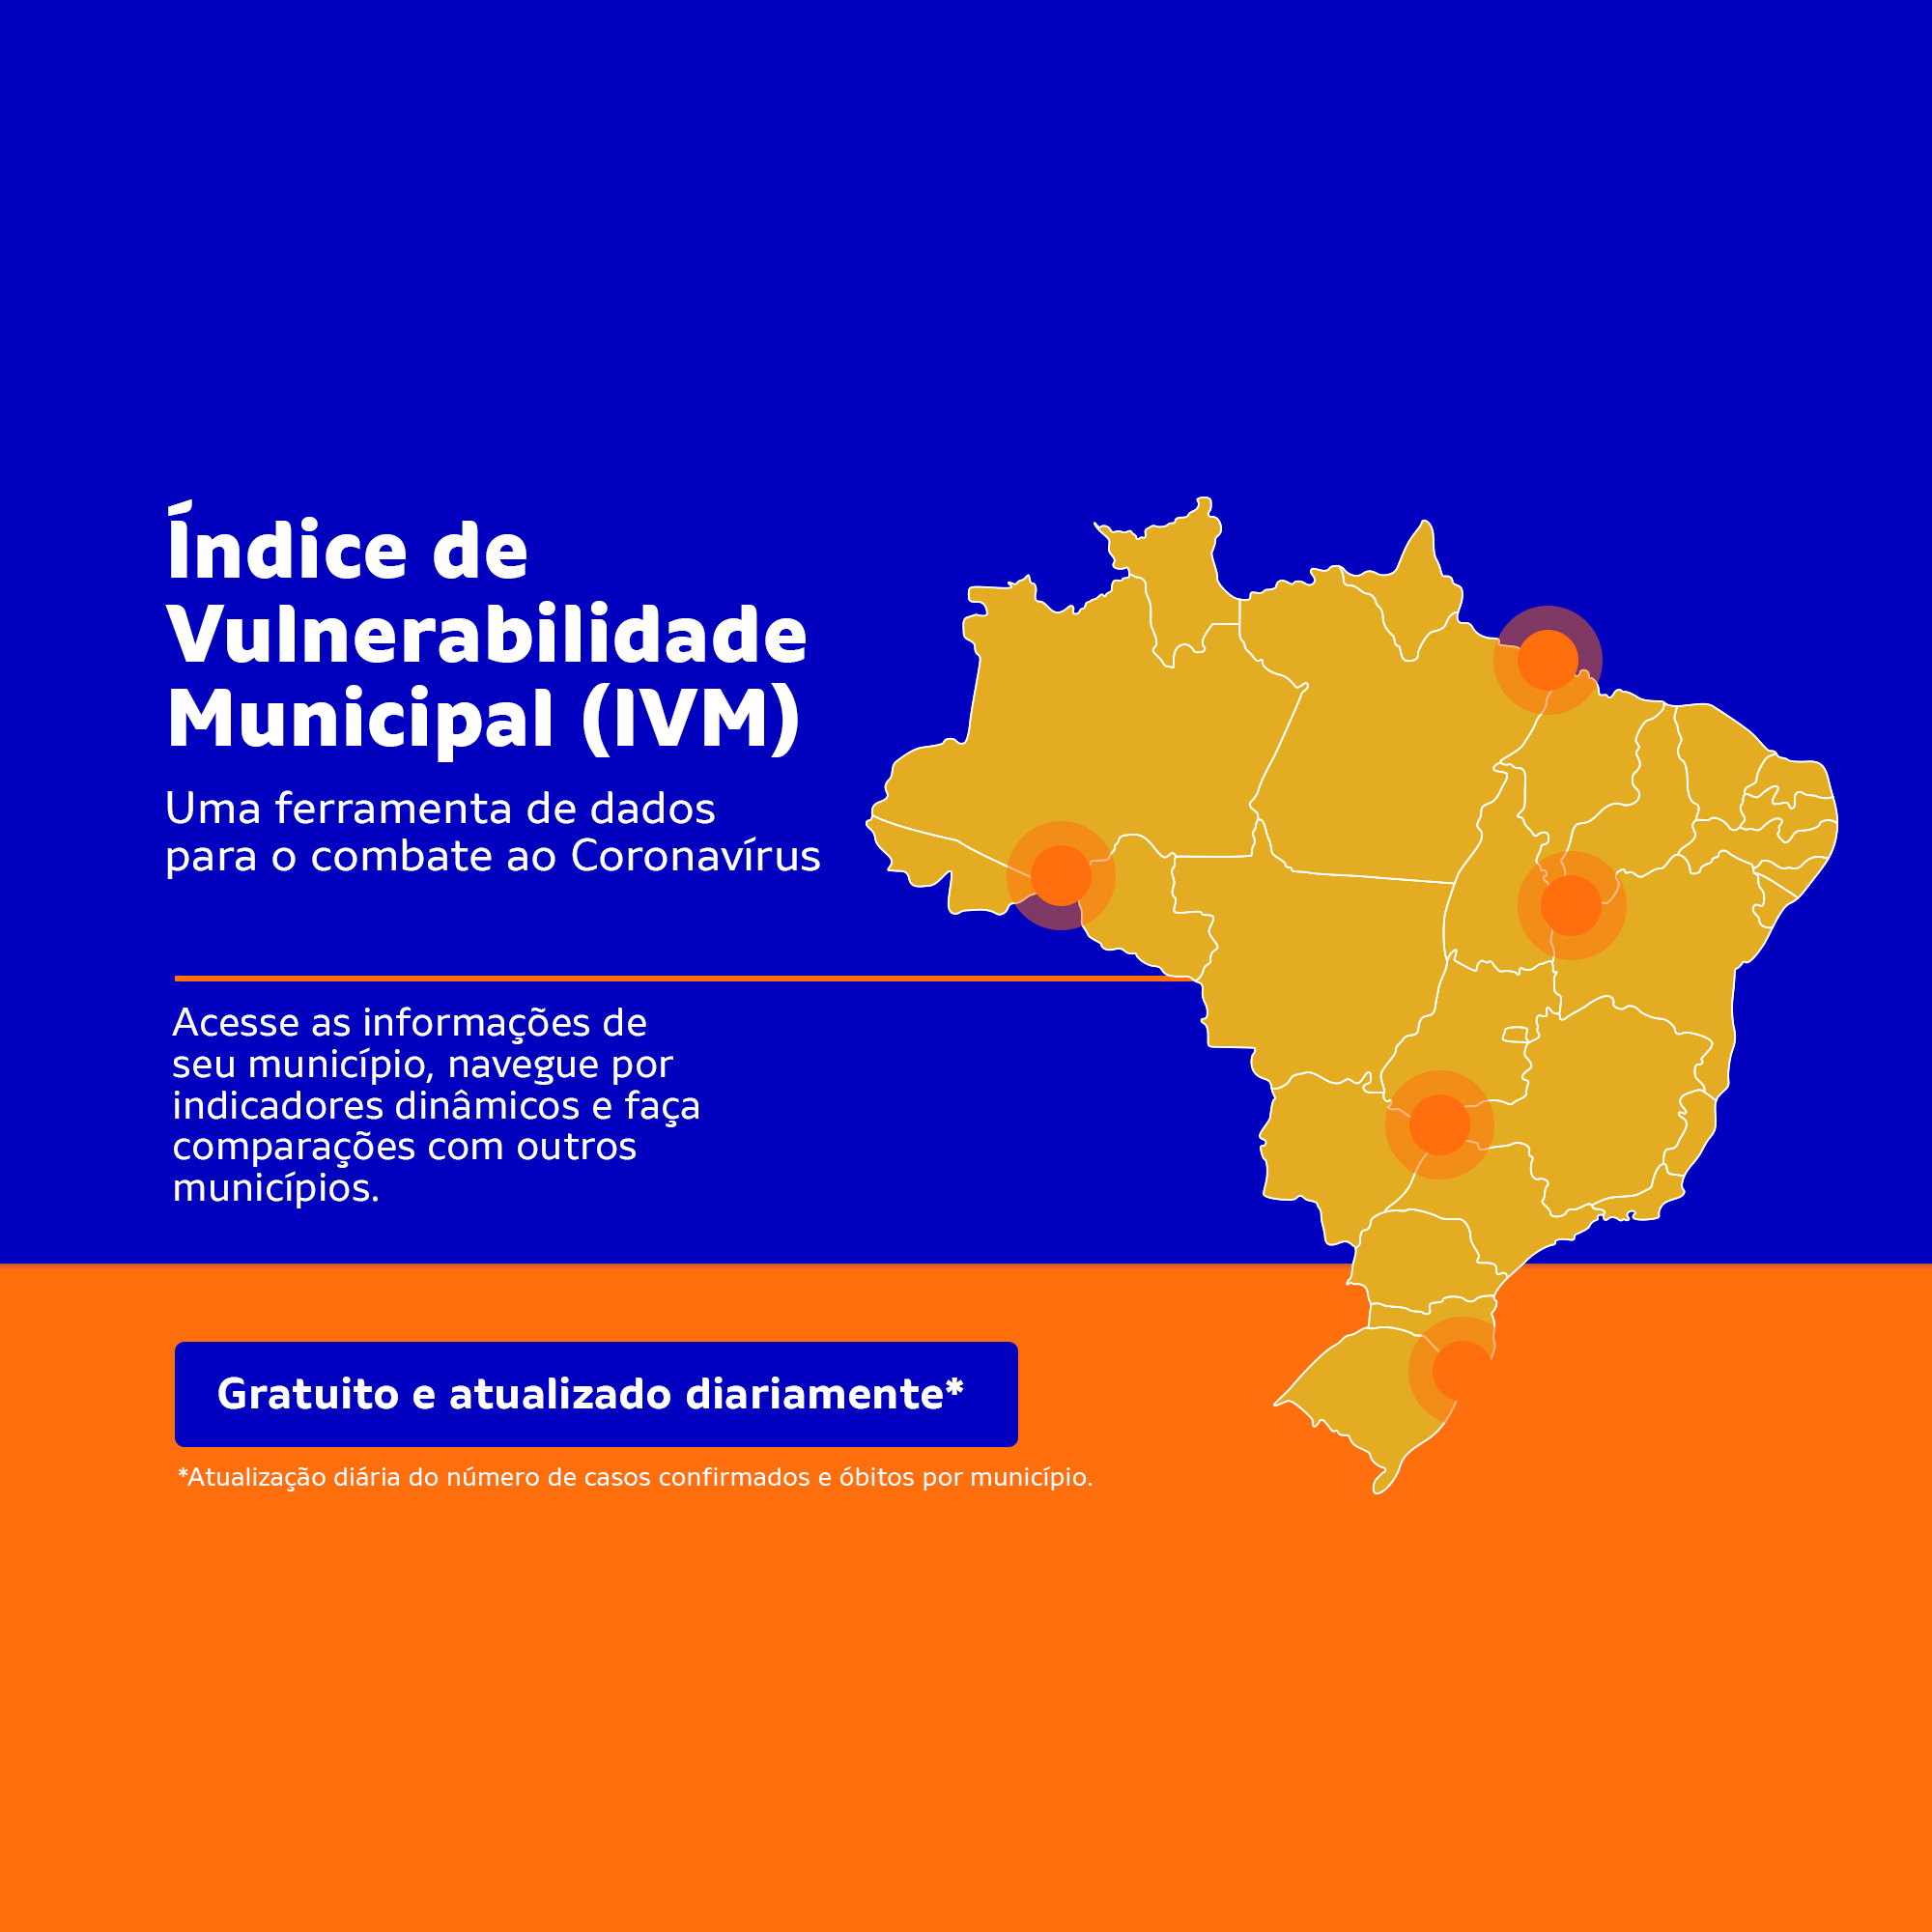 Índice de
Vulnerabilidade
Municipal (IVM)
Uma ferramenta de dados
para o combate ao Coronavírus
Acesse as informações de
seu município, navegue por
indicadores dinâmicos e faça
comparações com outros
municípios.
Gratuito e atualizado diariamente*
*Atualização diária do número de casos confirmados e óbitos por município.